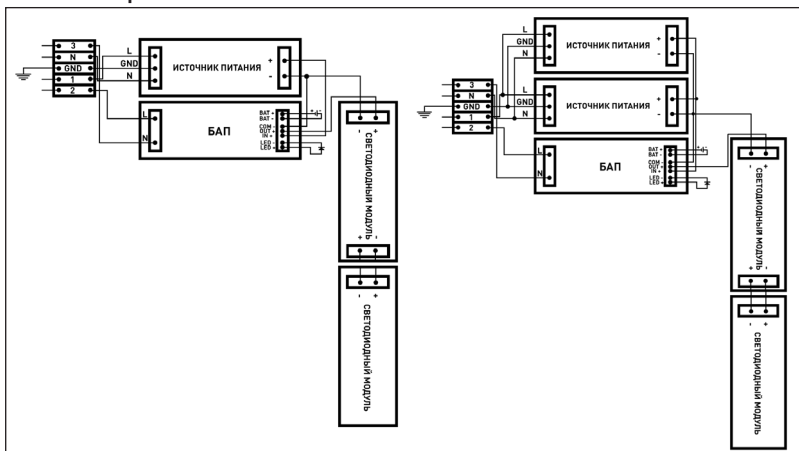 3
N
GND
1
2
L
GND
N
ИСТОЧНИК ПИТАНИЯ
+
-
L
N
БАП
BAT +
BAT -
COM -
OUT +
IN +
LED -
LED +
+
-
- +
СВЕТОДИОДНЫЙ МОДУЛЬ
+ -
- +
СВЕТОДИОДНЫЙ МОДУЛЬ
L
GND
N
ИСТОЧНИК ПИТАНИЯ
+
-
3
N
GND
1
2
L
GND
N
ИСТОЧНИК ПИТАНИЯ
+
-
L
N
БАП
BAT +
BAT -
COM -
OUT +
IN +
LED -
LED +
+
-
- +
СВЕТОДИОДНЫЙ МОДУЛЬ
+ -
- +
СВЕТОДИОДНЫЙ МОДУЛЬ